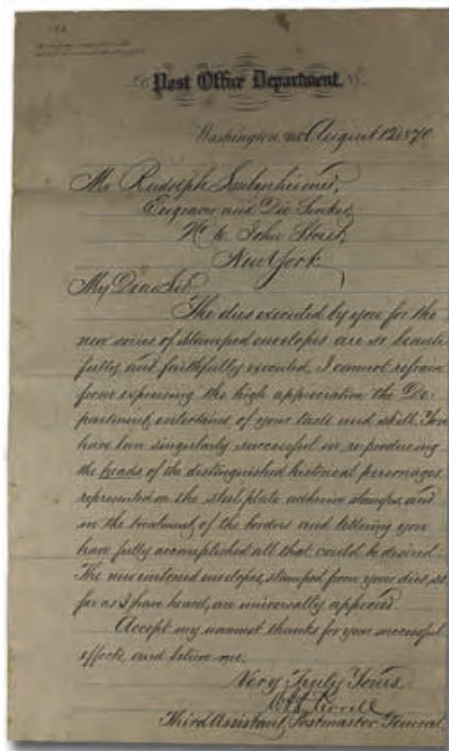 Post Office Department.
Washington, August 12 1870
Mr Rudolph
Engraver and Die Sinker,
No 6 John Street,
New York
My Dear Sir
The dies executed by you for the
new series of stamped envelopes are so beauti
fully and faithfully executed, I cannot refrain
from expressing the high appreciation the De-
partment, entertains of your taste and skill. You
have been singularly successful in reproducing
the heads of the distinguished historical personages
represented on the steel plate adhesive stamps, and
in the treatment, of the borders and lettering you
have fully accomplished all that could be desired.
The new envelopes, stamped from your dies, so
far as I have heard, are universally approved.
Accept my warmest thanks for your successful
efforts, and believe me:
Very Truly Yours.
Third Assistant, Postmaster General.